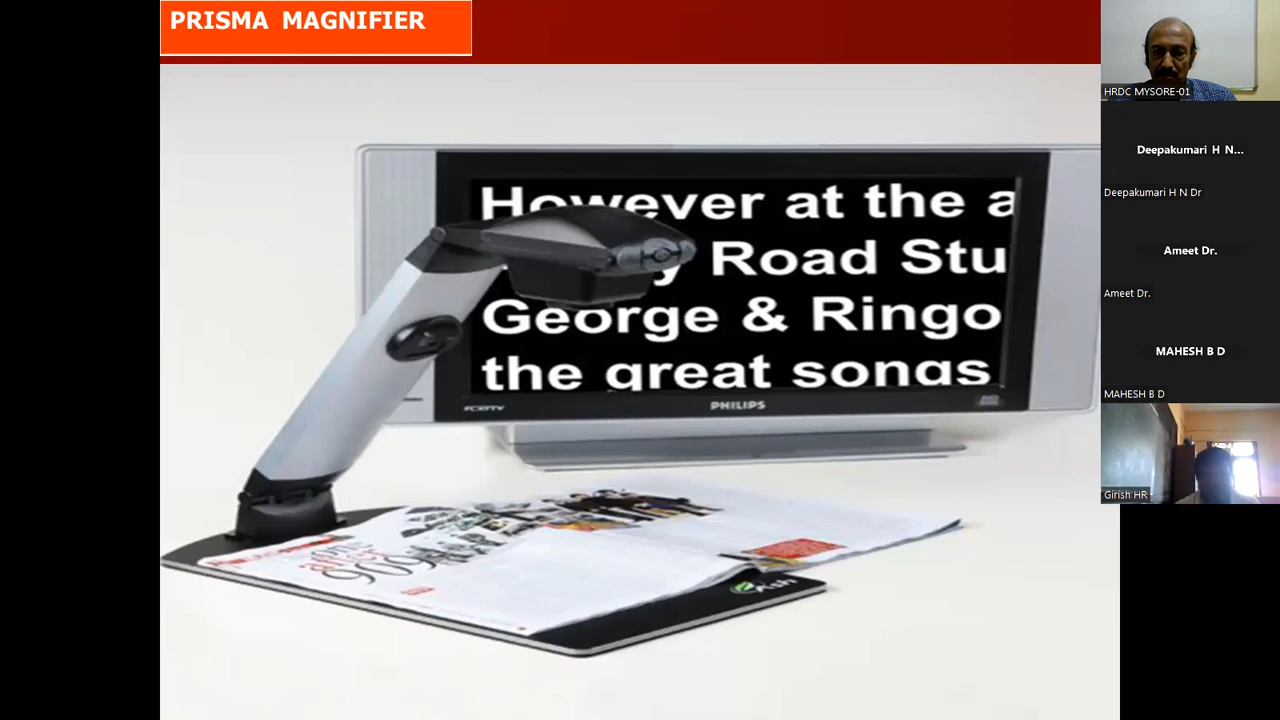 PRISMA MAGNIFIER
However at the a
Road Stu
George & Ringo
the great songs
PHILIPS
Ash
HRDC MYSORE-01
Deepakumari H N...
Deepakumari H N Dr
Ameet Dr.
Ameet Dr.
MAHESH B D
MAHESH B D
Girish HR